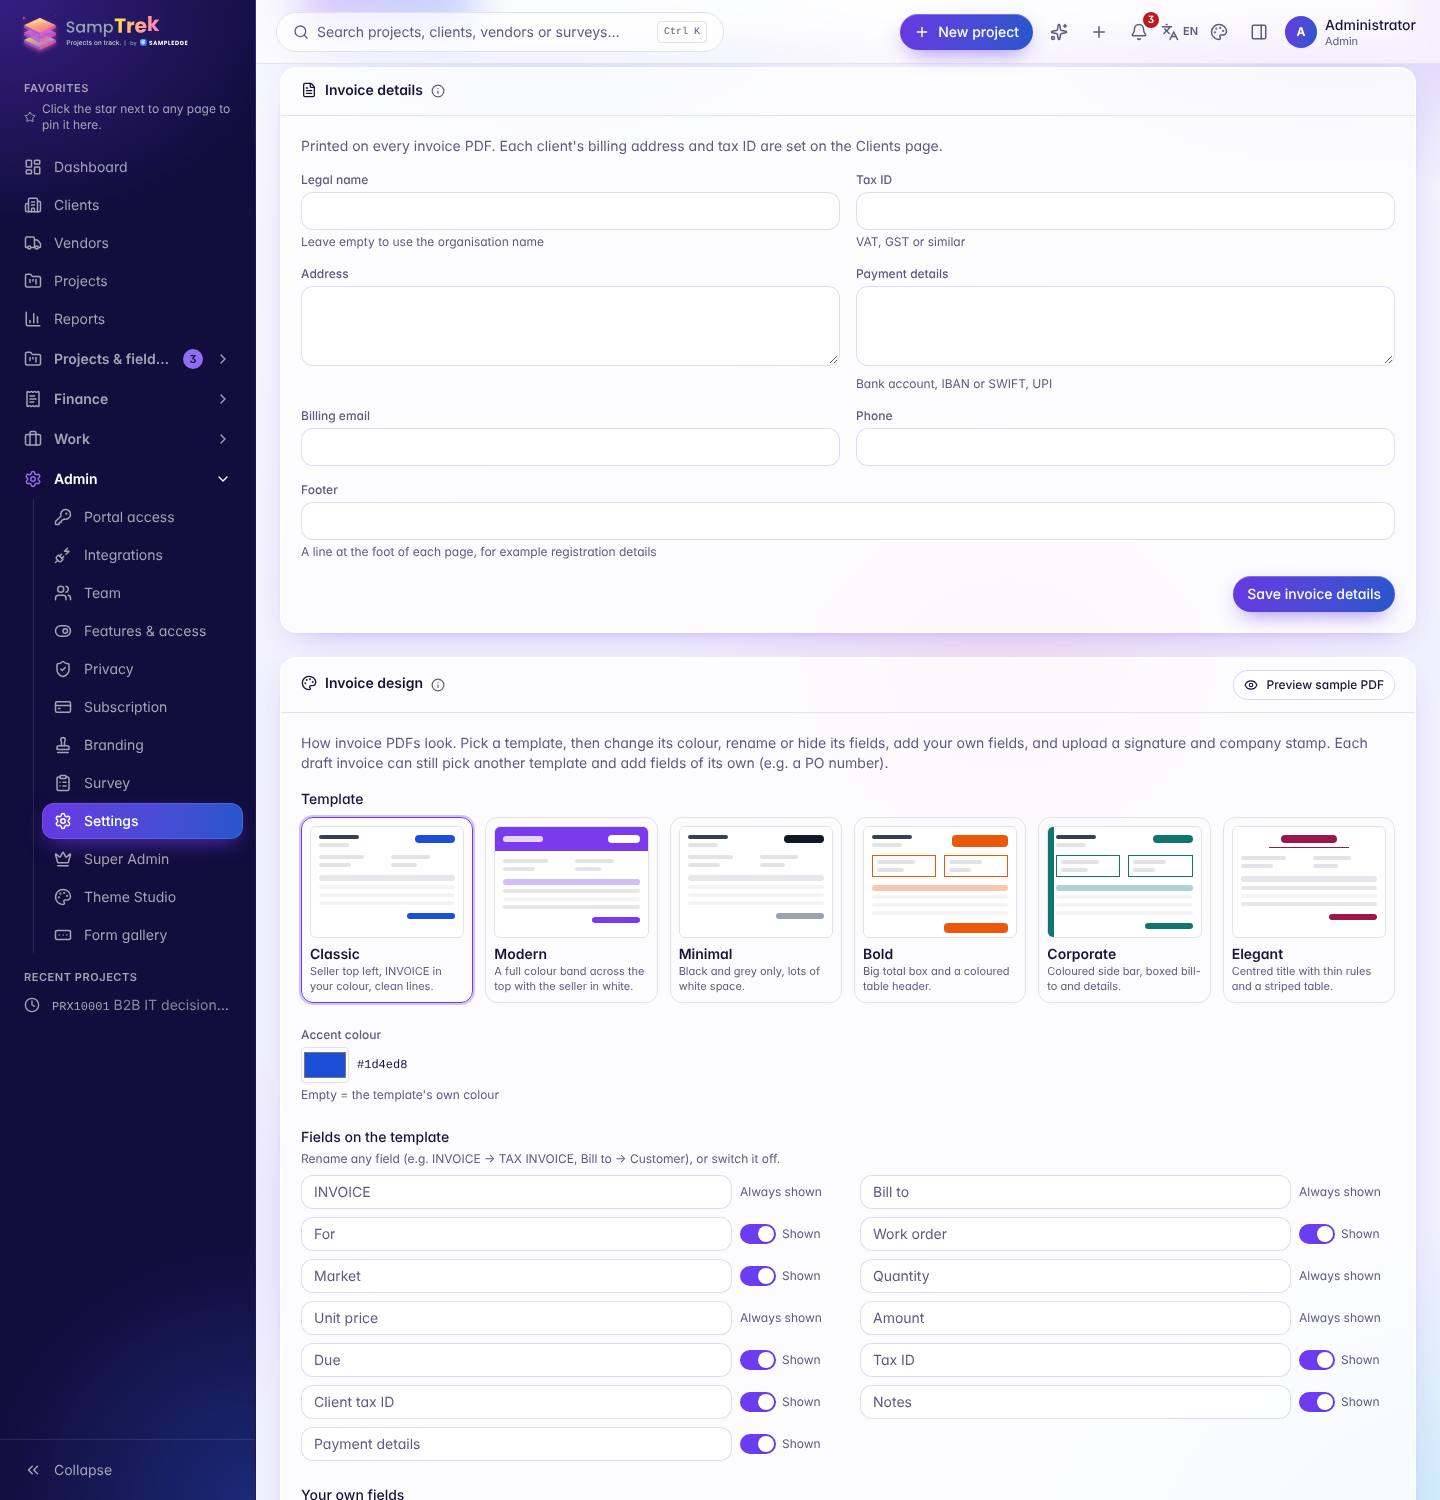 SampTrek
Projects on track. | by SAMPLEDGE
Search projects, clients, vendors or surveys...
Ctrl K
New project
3
EN
A
Administrator
Admin
FAVORITES
Click the star next to any page to
pin it here.
Dashboard
Clients
Vendors
Projects
Reports
Projects & field... 3
Finance
Work
Admin
Portal access
Integrations
Team
Features & access
Privacy
Subscription
Branding
Survey
Settings
Super Admin
Theme Studio
Form gallery
RECENT PROJECTS
PRX10001 B2B IT decision...
Collapse
Invoice details
Printed on every invoice PDF. Each client's billing address and tax ID are set on the Clients page.
Legal name
Tax ID
Leave empty to use the organisation name
VAT, GST or similar
Address
Payment details
Bank account, IBAN or SWIFT, UPI
Billing email
Phone
Footer
A line at the foot of each page, for example registration details
Save invoice details
Invoice design
Preview sample PDF
How invoice PDFs look. Pick a template, then change its colour, rename or hide its fields, add your own fields, and upload a signature and company stamp. Each
draft invoice can still pick another template and add fields of its own (e.g. a PO number).
Template
Classic
Seller top left, INVOICE in
your colour, clean lines.
Modern
A full colour band across the
top with the seller in white.
Minimal
Black and grey only, lots of
white space.
Bold
Big total box and a coloured
table header.
Corporate
Coloured side bar, boxed bill-
to and details.
Elegant
Centred title with thin rules
and a striped table.
Accent colour
#1d4ed8
Empty = the template's own colour
Fields on the template
Rename any field (e.g. INVOICE → TAX INVOICE, Bill to → Customer), or switch it off.
INVOICE Always shown
Bill to Always shown
For Shown
Work order Shown
Market Shown
Quantity Always shown
Unit price Always shown
Amount Always shown
Due Shown
Tax ID Shown
Client tax ID Shown
Notes Shown
Payment details Shown
Your own fields